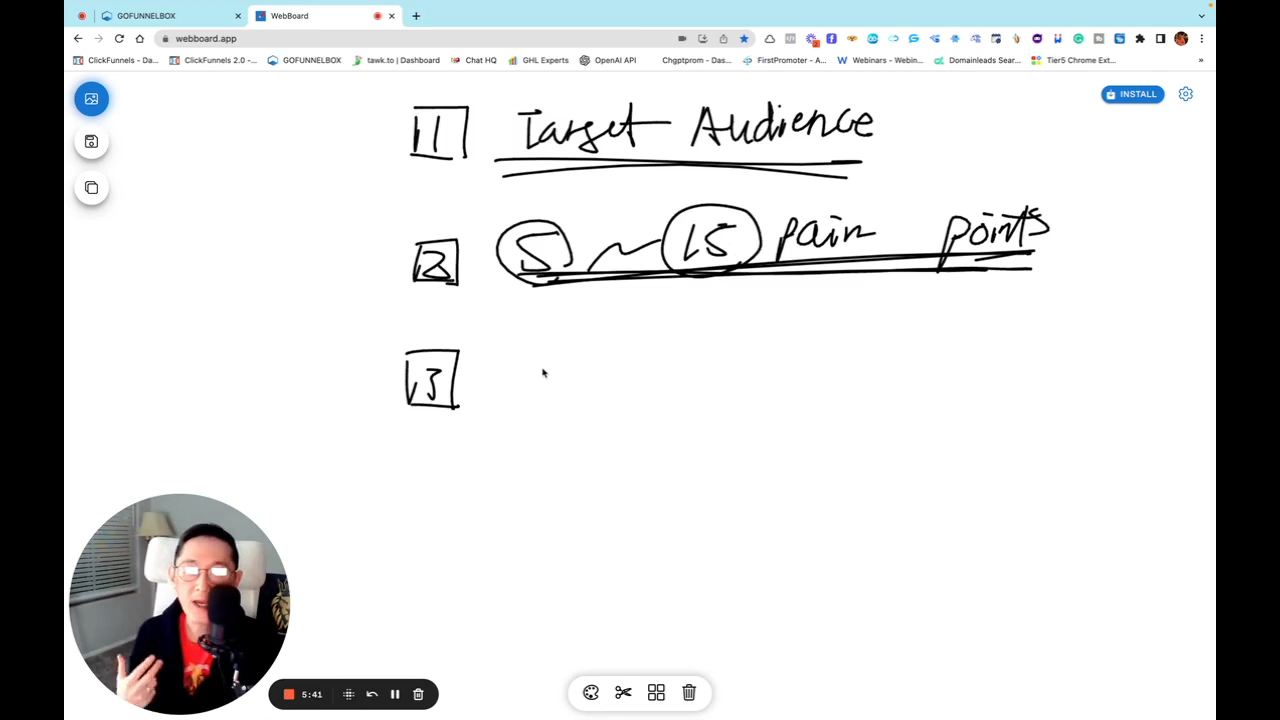 GOFUNNELBOX
WebBoard
webboard.app
ClickFunnels - Da...
ClickFunnels 2.0 -...
GOFUNNELBOX
tawk.to | Dashboard
Chat HQ
GHL Experts
OpenAI API
Chgptprom - Das...
FirstPromoter - A...
Webinars - Webin...
Domainleads Sear...
Tier5 Chrome Ext...
»
INSTALL
1 Target Audience
2 5 ~ 15 pain points
3
5:41